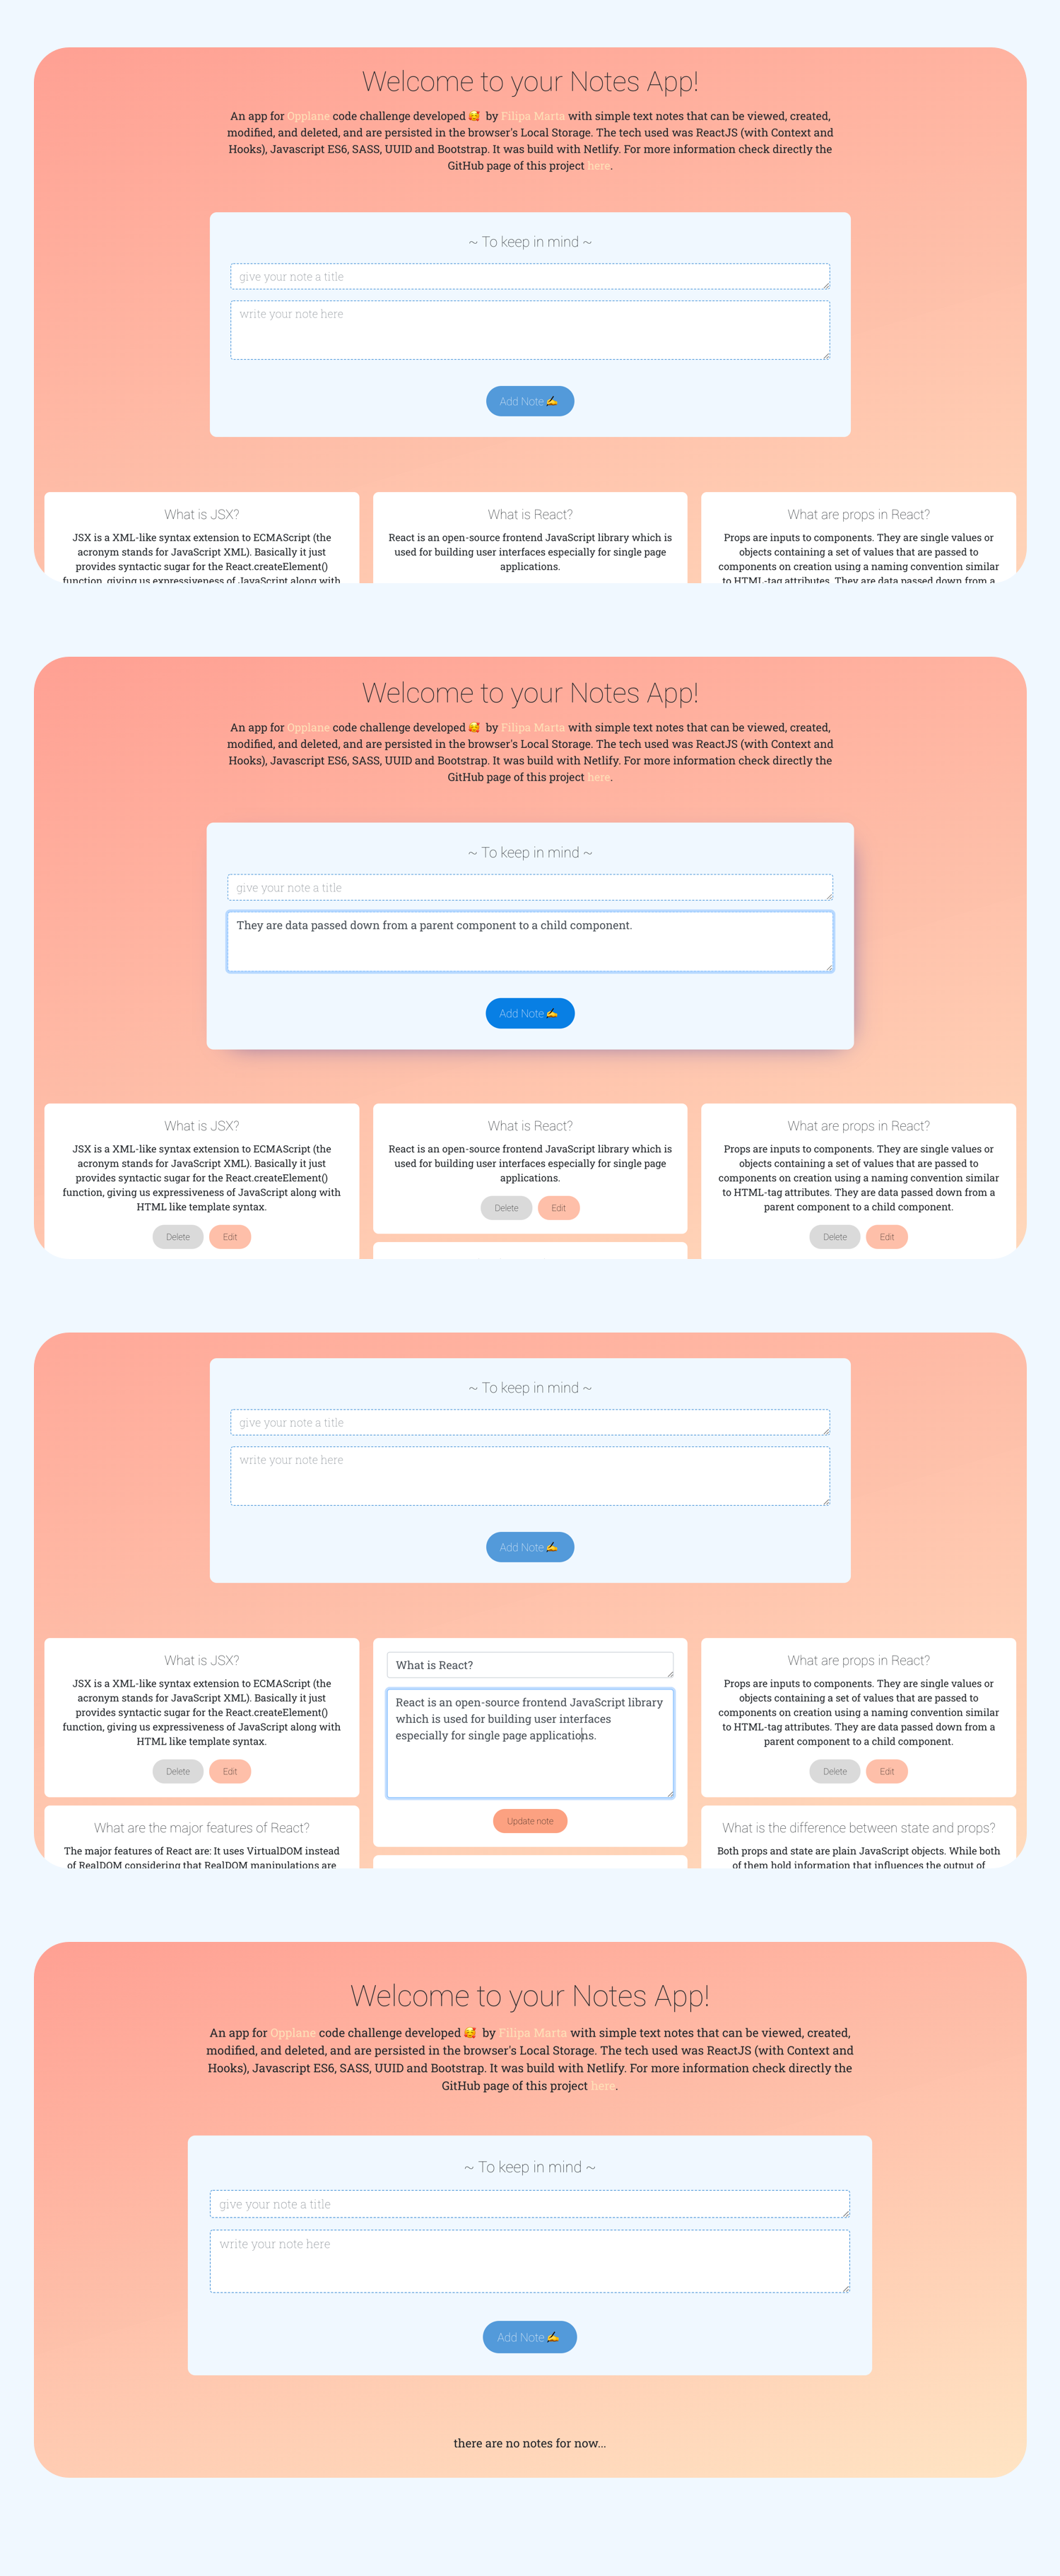 Welcome to your Notes App!
An app for Opplane code challenge developed 🥰 by Filipa Marta with simple text notes that can be viewed, created,
modified, and deleted, and are persisted in the browser's Local Storage. The tech used was ReactJS (with Context and
Hooks), Javascript ES6, SASS, UUID and Bootstrap. It was build with Netlify. For more information check directly the
GitHub page of this project here.
~ To keep in mind ~
give your note a title
write your note here
Add Note ✍️
What is JSX?
JSX is a XML-like syntax extension to ECMAScript (the
acronym stands for JavaScript XML). Basically it just
provides syntactic sugar for the React.createElement()
function, giving us expressiveness of JavaScript along with
What is React?
React is an open-source frontend JavaScript library which is
used for building user interfaces especially for single page
applications.
What are props in React?
Props are inputs to components. They are single values or
objects containing a set of values that are passed to
components on creation using a naming convention similar
to HTML-tag attributes. They are data passed down from a
Welcome to your Notes App!
An app for Opplane code challenge developed 🥰 by Filipa Marta with simple text notes that can be viewed, created,
modified, and deleted, and are persisted in the browser's Local Storage. The tech used was ReactJS (with Context and
Hooks), Javascript ES6, SASS, UUID and Bootstrap. It was build with Netlify. For more information check directly the
GitHub page of this project here.
~ To keep in mind ~
give your note a title
They are data passed down from a parent component to a child component.
Add Note ✍️
What is JSX?
JSX is a XML-like syntax extension to ECMAScript (the
acronym stands for JavaScript XML). Basically it just
provides syntactic sugar for the React.createElement()
function, giving us expressiveness of JavaScript along with
HTML like template syntax.
Delete Edit
What is React?
React is an open-source frontend JavaScript library which is
used for building user interfaces especially for single page
applications.
Delete Edit
What are props in React?
Props are inputs to components. They are single values or
objects containing a set of values that are passed to
components on creation using a naming convention similar
to HTML-tag attributes. They are data passed down from a
parent component to a child component.
Delete Edit
~ To keep in mind ~
give your note a title
write your note here
Add Note ✍️
What is JSX?
JSX is a XML-like syntax extension to ECMAScript (the
acronym stands for JavaScript XML). Basically it just
provides syntactic sugar for the React.createElement()
function, giving us expressiveness of JavaScript along with
HTML like template syntax.
Delete Edit
What are the major features of React?
The major features of React are: It uses VirtualDOM instead
of RealDOM considering that RealDOM manipulations are
What is React?
React is an open-source frontend JavaScript library
which is used for building user interfaces
especially for single page applications.
Update note
What are props in React?
Props are inputs to components. They are single values or
objects containing a set of values that are passed to
components on creation using a naming convention similar
to HTML-tag attributes. They are data passed down from a
parent component to a child component.
Delete Edit
What is the difference between state and props?
Both props and state are plain JavaScript objects. While both
of them hold information that influences the output of
Welcome to your Notes App!
An app for Opplane code challenge developed 🥰 by Filipa Marta with simple text notes that can be viewed, created,
modified, and deleted, and are persisted in the browser's Local Storage. The tech used was ReactJS (with Context and
Hooks), Javascript ES6, SASS, UUID and Bootstrap. It was build with Netlify. For more information check directly the
GitHub page of this project here.
~ To keep in mind ~
give your note a title
write your note here
Add Note ✍️
there are no notes for now...